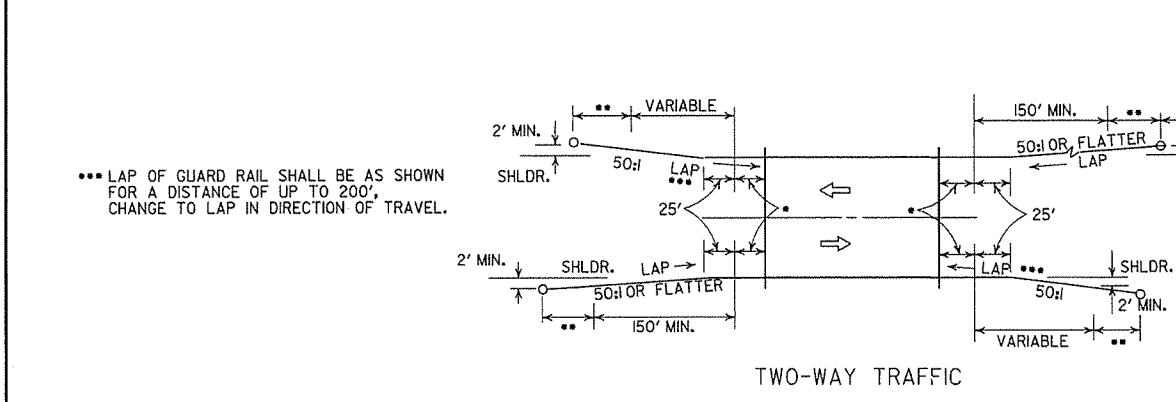 ** VARIABLE
150' MIN. **
2' MIN.
50:1
SHLDR.
LAP
***
50:1 OR FLATTER
LAP
*** LAP OF GUARD RAIL SHALL BE AS SHOWN
FOR A DISTANCE OF UP TO 200',
CHANGE TO LAP IN DIRECTION OF TRAVEL.
25' * * 25'
2' MIN.
SHLDR.
LAP
50:1 OR FLATTER
** 150' MIN.
LAP ***
SHLDR.
50:1
2' MIN.
VARIABLE **
TWO-WAY TRAFFIC